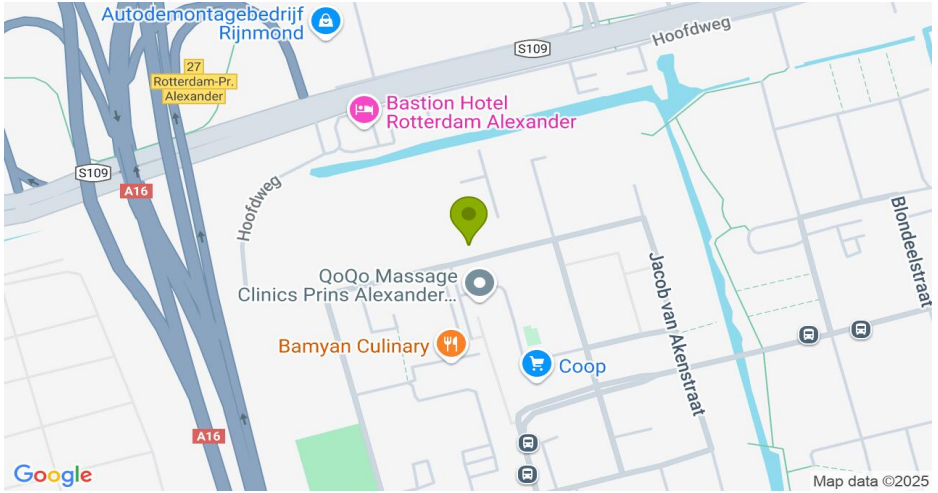 Autodemontagebedrijf
Rijnmond
Hoofdweg
S109
27
Rotterdam-Pr.
Alexander
Bastion Hotel
Rotterdam Alexander
S109
A16
Hoofdweg
Blondeelstraat
QoQo Massage
Clinics Prins Alexander...
Jacob van Akenstraat
Bamyan Culinary
Coop
A16
Google
Map data ©2025